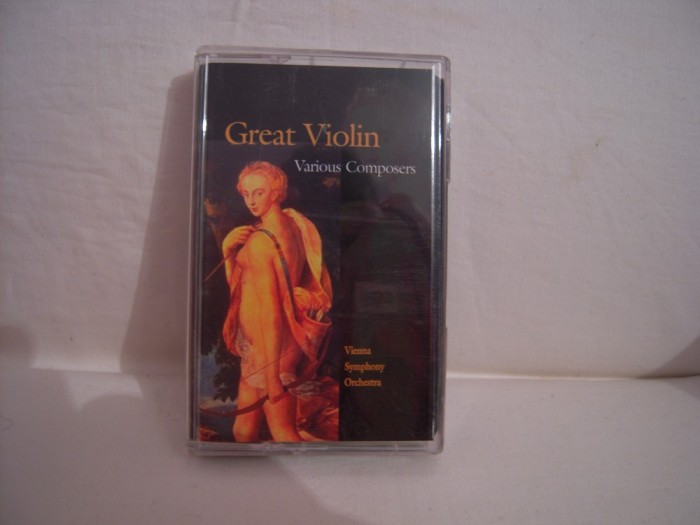 Great Violin
Various Composers
Vienna
Symphony
Orchestra